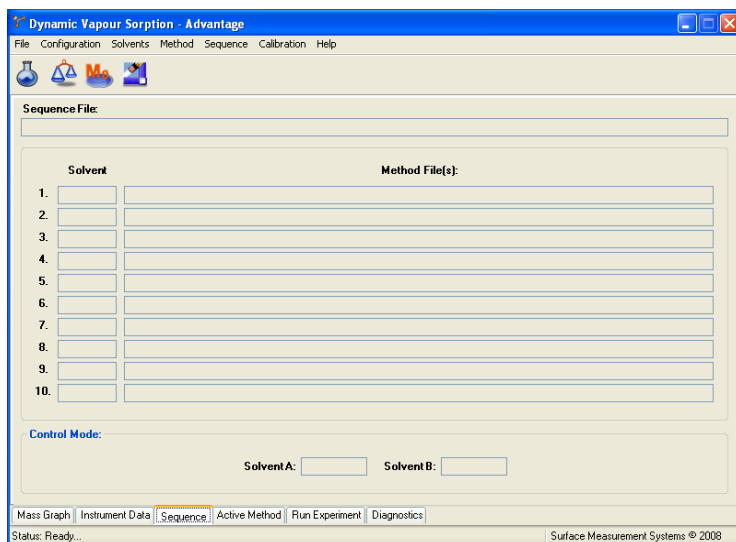 Dynamic Vapour Sorption - Advantage
File Configuration Solvents Method Sequence Calibration Help
Sequence File:
Solvent Method File(s):
1.
2.
3.
4.
5.
6.
7.
8.
9.
10.
Control Mode:
Solvent A: Solvent B:
Mass Graph Instrument Data Sequence Active Method Run Experiment Diagnostics
Status: Ready... Surface Measurement Systems © 2008